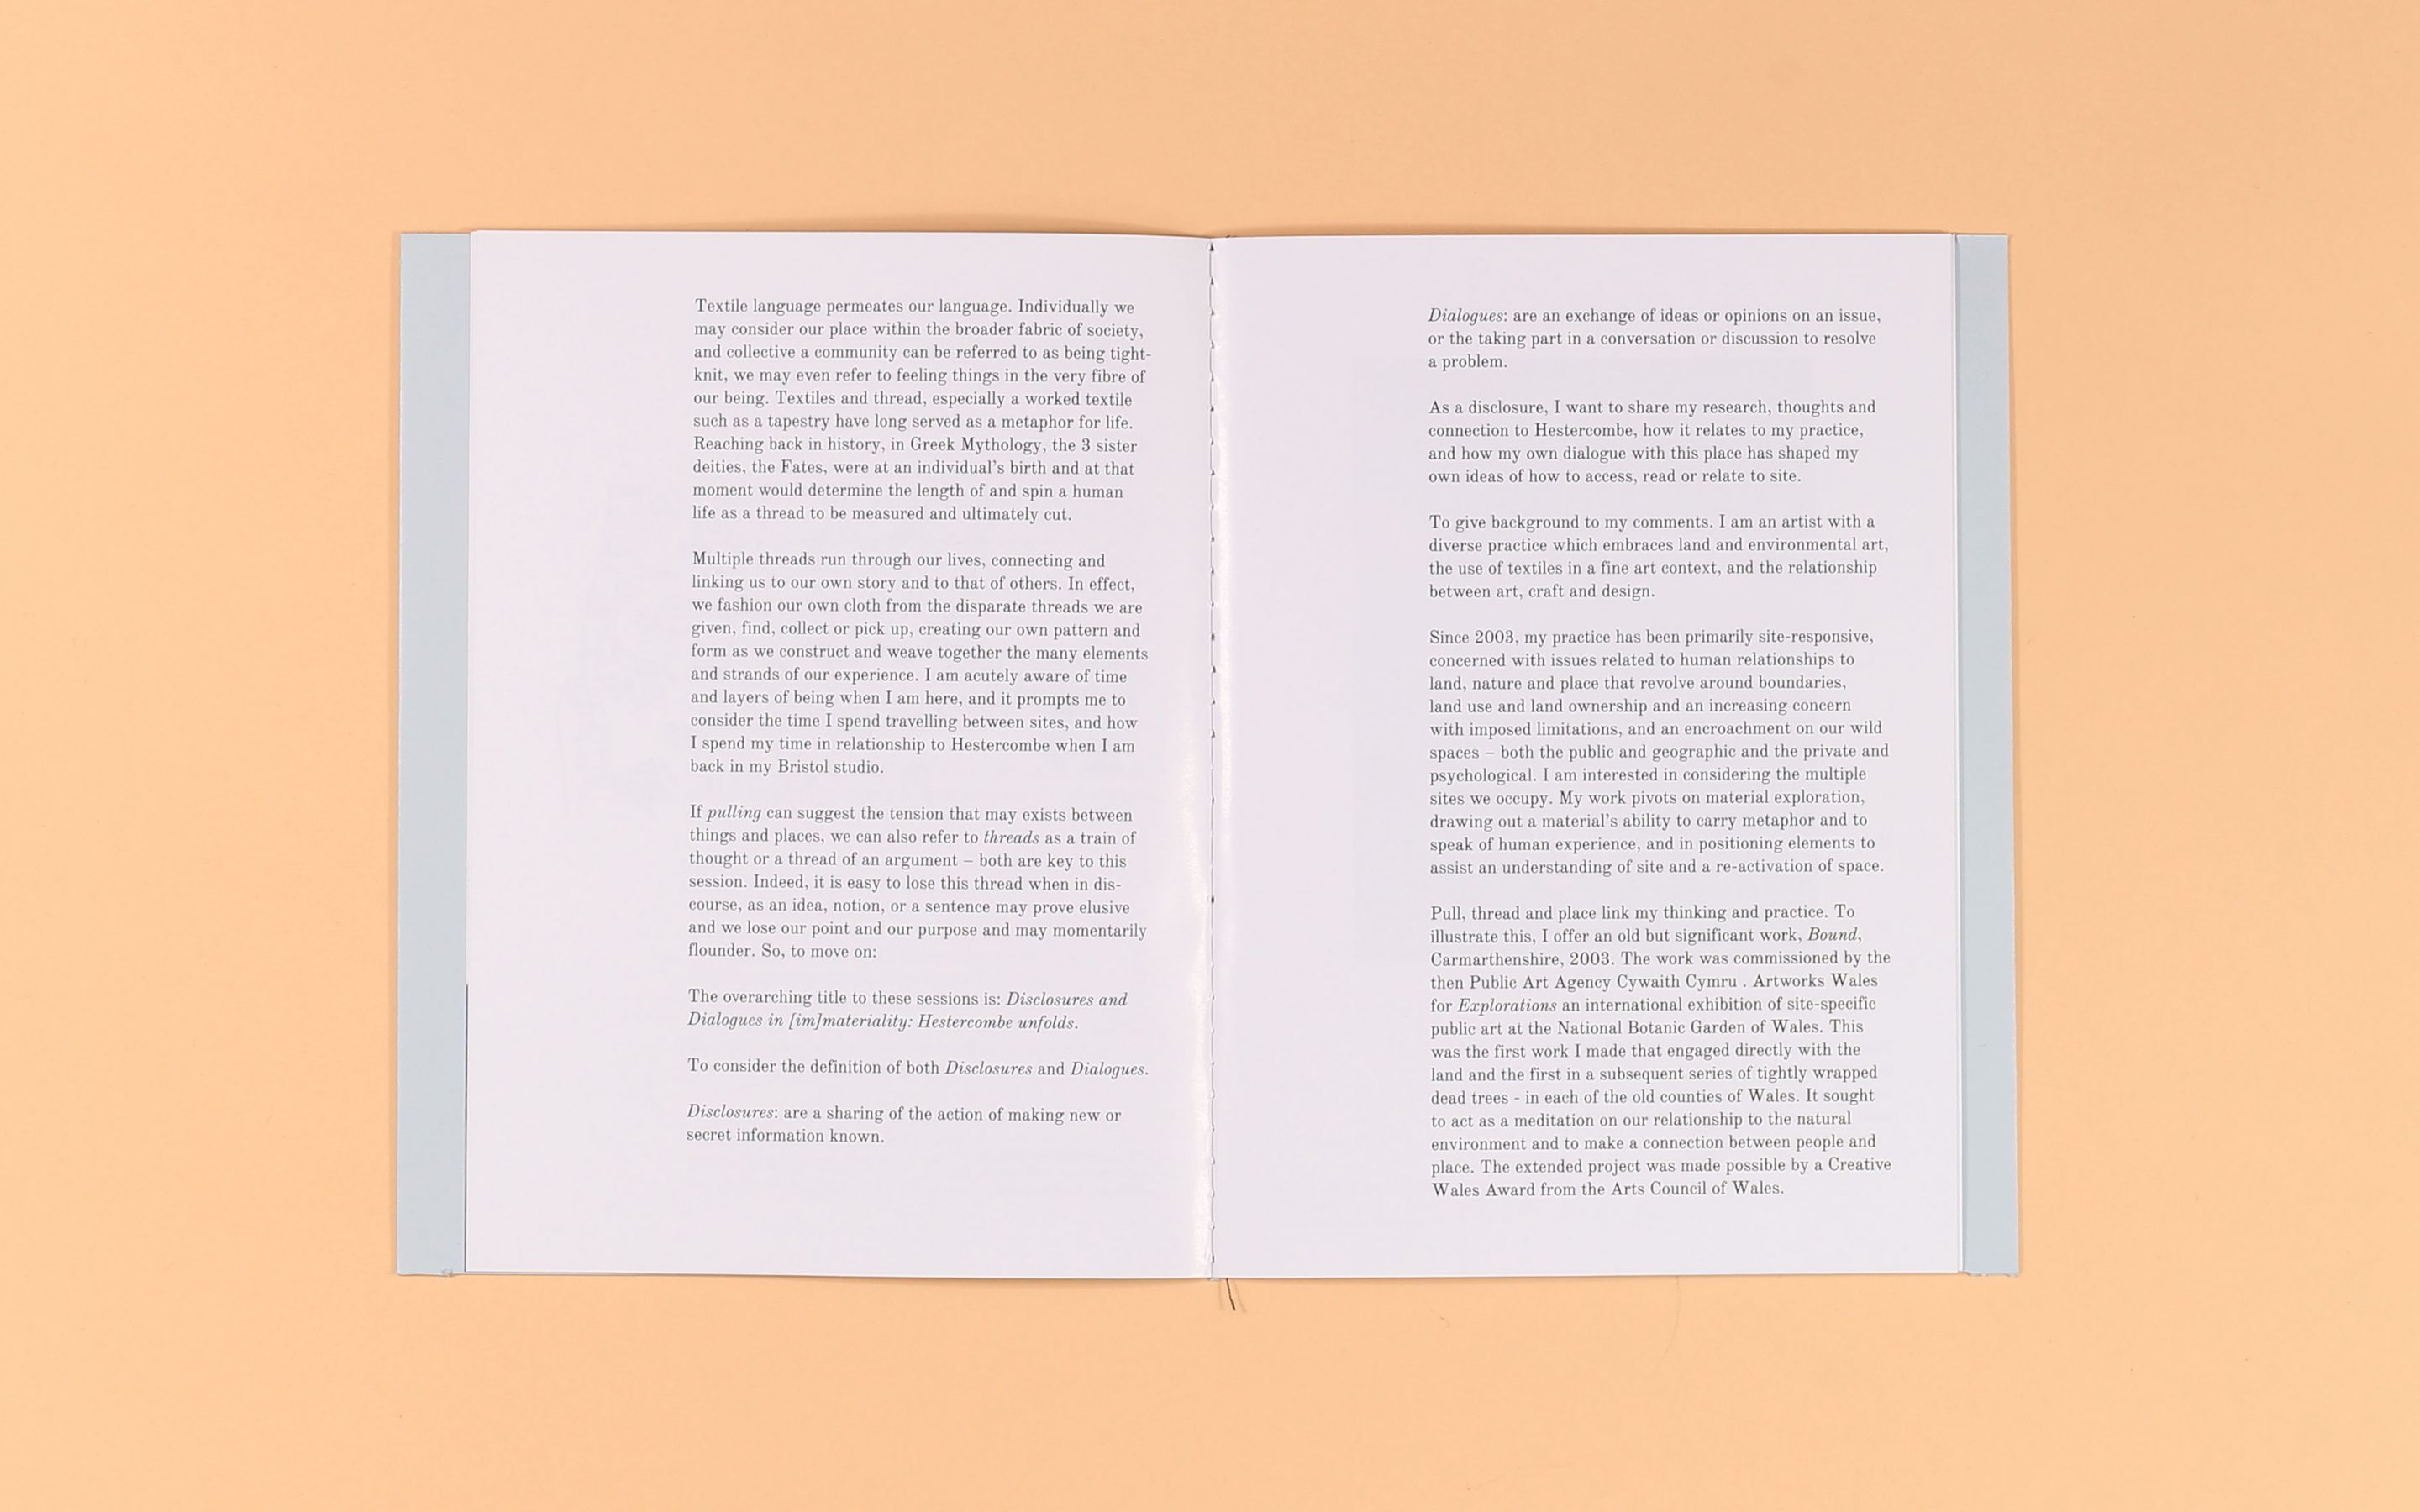 Textile language permeates our language. Individually we
may consider our place within the broader fabric of society,
and collective a community can be referred to as being tight-
knit, we may even refer to feeling things in the very fibre of
our being. Textiles and thread, especially a worked textile
such as a tapestry have long served as a metaphor for life.
Reaching back in history, in Greek Mythology, the 3 sister
deities, the Fates, were at an individual's birth and at that
moment would determine the length of and spin a human
life as a thread to be measured and ultimately cut.
Multiple threads run through our lives, connecting and
linking us to our own story and to that of others. In effect,
we fashion our own cloth from the disparate threads we are
given, find, collect or pick up, creating our own pattern and
form as we construct and weave together the many elements
and strands of our experience. I am acutely aware of time
and layers of being when I am here, and it prompts me to
consider the time I spend travelling between sites, and how
I spend my time in relationship to Hestercombe when I am
back in my Bristol studio.
If pulling can suggest the tension that may exists between
things and places, we can also refer to threads as a train of
thought or a thread of an argument – both are key to this
session. Indeed, it is easy to lose this thread when in dis-
course, as an idea, notion, or a sentence may prove elusive
and we lose our point and our purpose and may momentarily
flounder. So, to move on:
The overarching title to these sessions is: Disclosures and
Dialogues in [im]materiality: Hestercombe unfolds.
To consider the definition of both Disclosures and Dialogues.
Disclosures: are a sharing of the action of making new or
secret information known.
Dialogues: are an exchange of ideas or opinions on an issue,
or the taking part in a conversation or discussion to resolve
a problem.
As a disclosure, I want to share my research, thoughts and
connection to Hestercombe, how it relates to my practice,
and how my own dialogue with this place has shaped my
own ideas of how to access, read or relate to site.
To give background to my comments. I am an artist with a
diverse practice which embraces land and environmental art,
the use of textiles in a fine art context, and the relationship
between art, craft and design.
Since 2003, my practice has been primarily site-responsive,
concerned with issues related to human relationships to
land, nature and place that revolve around boundaries,
land use and land ownership and an increasing concern
with imposed limitations, and an encroachment on our wild
spaces – both the public and geographic and the private and
psychological. I am interested in considering the multiple
sites we occupy. My work pivots on material exploration,
drawing out a material's ability to carry metaphor and to
speak of human experience, and in positioning elements to
assist an understanding of site and a re-activation of space.
Pull, thread and place link my thinking and practice. To
illustrate this, I offer an old but significant work, Bound,
Carmarthenshire, 2003. The work was commissioned by the
then Public Art Agency Cywaith Cymru . Artworks Wales
for Explorations an international exhibition of site-specific
public art at the National Botanic Garden of Wales. This
was the first work I made that engaged directly with the
land and the first in a subsequent series of tightly wrapped
dead trees - in each of the old counties of Wales. It sought
to act as a meditation on our relationship to the natural
environment and to make a connection between people and
place. The extended project was made possible by a Creative
Wales Award from the Arts Council of Wales.